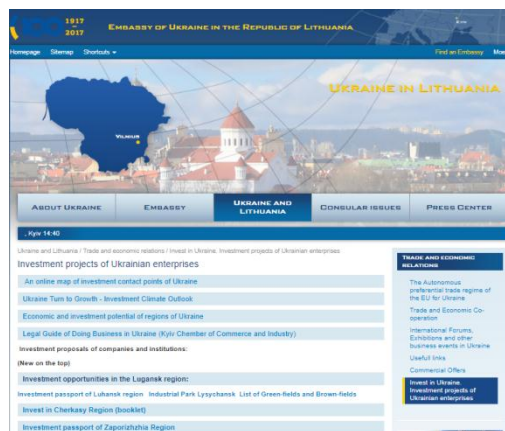 1917
2017
EMBASSY OF UKRAINE IN THE REPUBLIC OF LITHUANIA
Homepage Sitemap Shortcuts
Find an Embassy
UKRAINE IN LITHUANIA
VILNIUS
ABOUT UKRAINE
EMBASSY
UKRAINE AND
LITHUANIA
CONSULAR ISSUES
PRESS CENTER
, Kyiv 14:40
Ukraine and Lithuania / Trade and economic relations / Invest in Ukraine. Investment projects of Ukrainian enterprises
Investment projects of Ukrainian enterprises
An online map of investment contact points of Ukraine
Ukraine Turn to Growth - Investment Climate Outlook
Economic and investment potential of regions of Ukraine
Legal Guide of Doing Business in Ukraine (Kyiv Chamber of Commerce and Industry)
Investment proposals of companies and institutions:
(New on the top)
Investment opportunities in the Lugansk region:
Investment passport of Luhansk region Industrial Park Lysychansk List of Green-fields and Brown-fields
Invest in Cherkasy Region (booklet)
Investment passport of Zaporizhzhia Region
TRADE AND ECONOMIC
RELATIONS
The Autonomous
preferential trade regime of
the EU for Ukraine
Trade and Economic Co-
operation
International Forums,
Exhibitions and other
business events in Ukraine
Usefull links
Commercial Offers
Invest in Ukraine.
Investment projects of
Ukrainian enterprises